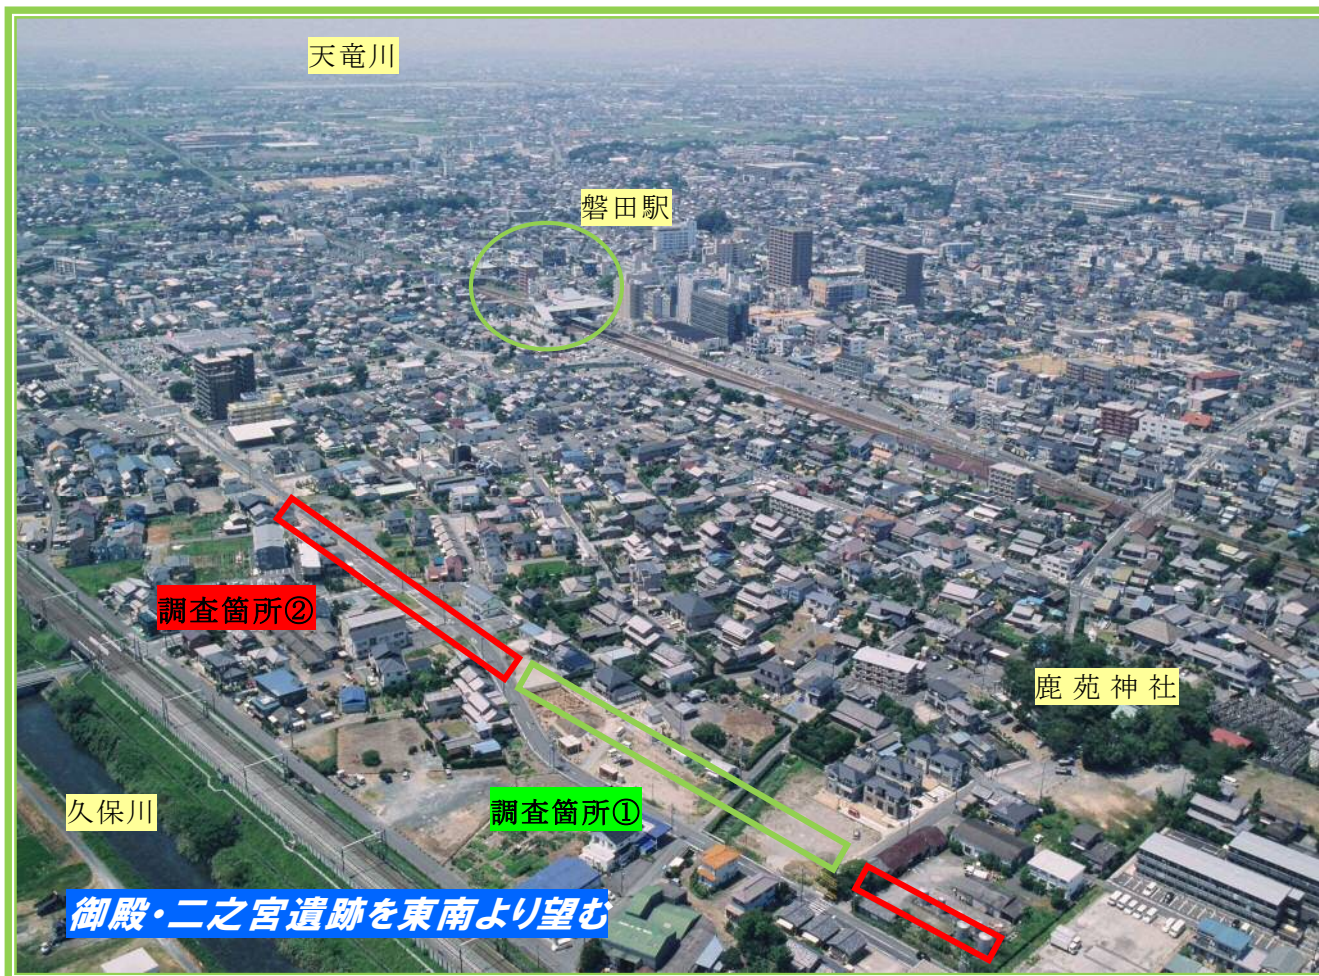 天竜川
磐田駅
調査箇所②
鹿苑神社
調査箇所①
久保川
御殿・二之宮遺跡を東南より望む